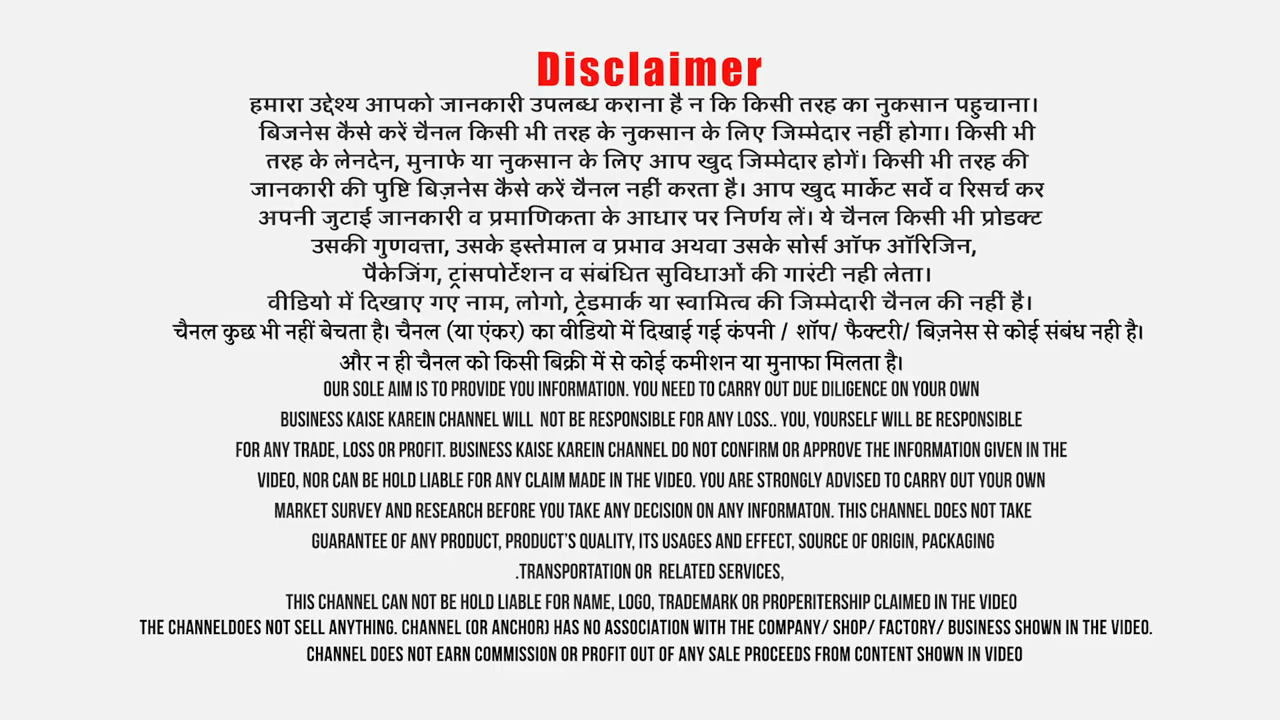 Disclaimer
हमारा उद्देश्य आपको जानकारी उपलब्ध कराना है न कि किसी तरह का नुकसान पहुचाना।
बिजनेस कैसे करें चैनल किसी भी तरह के नुकसान के लिए जिम्मेदार नहीं होगा। किसी भी
तरह के लेनदेन, मुनाफे या नुकसान के लिए आप खुद जिम्मेदार होगें। किसी भी तरह की
जानकारी की पुष्टि बिज़नेस कैसे करें चैनल नहीं करता है। आप खुद मार्केट सर्वे व रिसर्च कर
अपनी जुटाई जानकारी व प्रमाणिकता के आधार पर निर्णय लें। ये चैनल किसी भी प्रोडक्ट
उसकी गुणवत्ता, उसके इस्तेमाल व प्रभाव अथवा उसके सोर्स ऑफ ऑरिजिन,
पैकेजिंग, ट्रांसपोर्टेशन व संबंधित सुविधाओं की गारंटी नही लेता।
वीडियो में दिखाए गए नाम, लोगो, ट्रेडमार्क या स्वामित्व की जिम्मेदारी चैनल की नहीं है।
चैनल कुछ भी नहीं बेचता है। चैनल (या एंकर) का वीडियो में दिखाई गई कंपनी / शॉप/ फैक्टरी/ बिज़नेस से कोई संबंध नही है।
और न ही चैनल को किसी बिक्री में से कोई कमीशन या मुनाफा मिलता है।
OUR SOLE AIM IS TO PROVIDE YOU INFORMATION. YOU NEED TO CARRY OUT DUE DILIGENCE ON YOUR OWN
BUSINESS KAISE KAREIN CHANNEL WILL NOT BE RESPONSIBLE FOR ANY LOSS.. YOU, YOURSELF WILL BE RESPONSIBLE
FOR ANY TRADE, LOSS OR PROFIT. BUSINESS KAISE KAREIN CHANNEL DO NOT CONFIRM OR APPROVE THE INFORMATION GIVEN IN THE
VIDEO, NOR CAN BE HOLD LIABLE FOR ANY CLAIM MADE IN THE VIDEO. YOU ARE STRONGLY ADVISED TO CARRY OUT YOUR OWN
MARKET SURVEY AND RESEARCH BEFORE YOU TAKE ANY DECISION ON ANY INFORMATON. THIS CHANNEL DOES NOT TAKE
GUARANTEE OF ANY PRODUCT, PRODUCT'S QUALITY, ITS USAGES AND EFFECT, SOURCE OF ORIGIN, PACKAGING
.TRANSPORTATION OR RELATED SERVICES,
THIS CHANNEL CAN NOT BE HOLD LIABLE FOR NAME, LOGO, TRADEMARK OR PROPERITERSHIP CLAIMED IN THE VIDEO
THE CHANNELDOES NOT SELL ANYTHING. CHANNEL (OR ANCHOR) HAS NO ASSOCIATION WITH THE COMPANY/ SHOP/ FACTORY/ BUSINESS SHOWN IN THE VIDEO.
CHANNEL DOES NOT EARN COMMISSION OR PROFIT OUT OF ANY SALE PROCEEDS FROM CONTENT SHOWN IN VIDEO